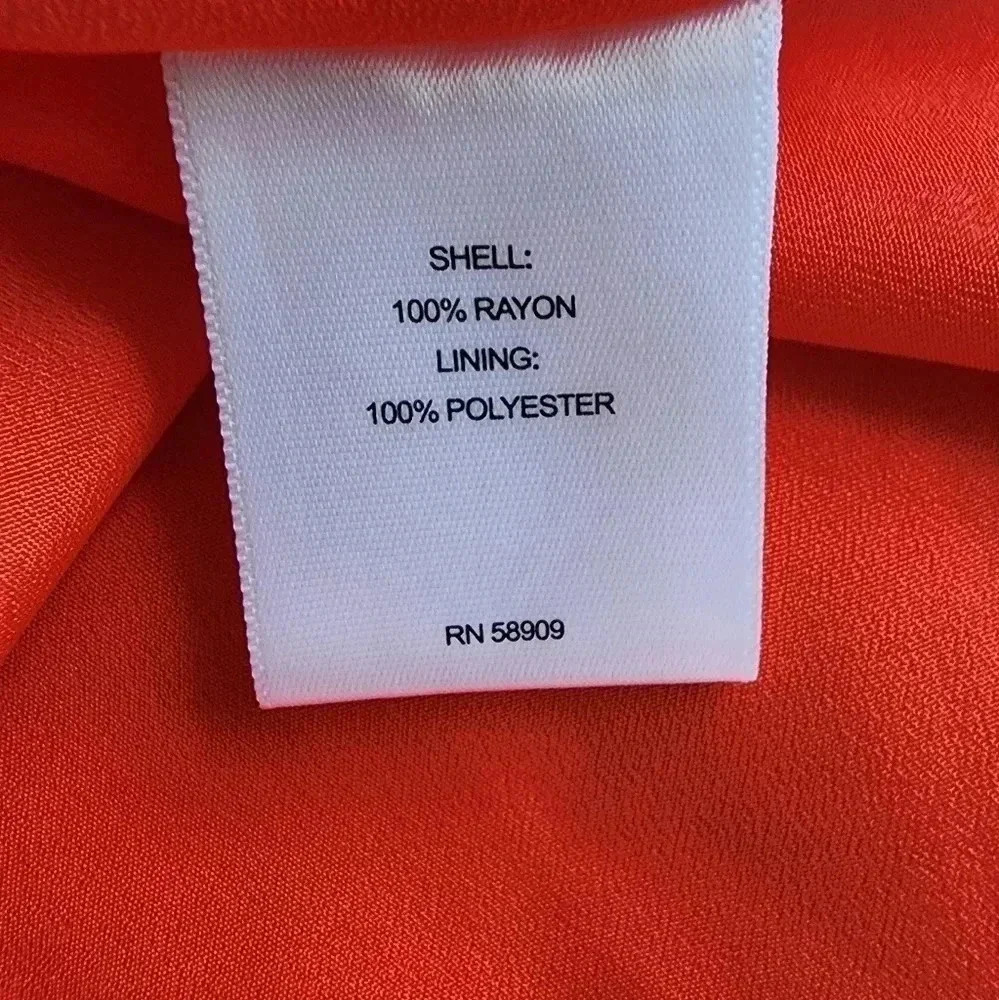 SHELL:
100% RAYON
LINING:
100% POLYESTER
RN 58909